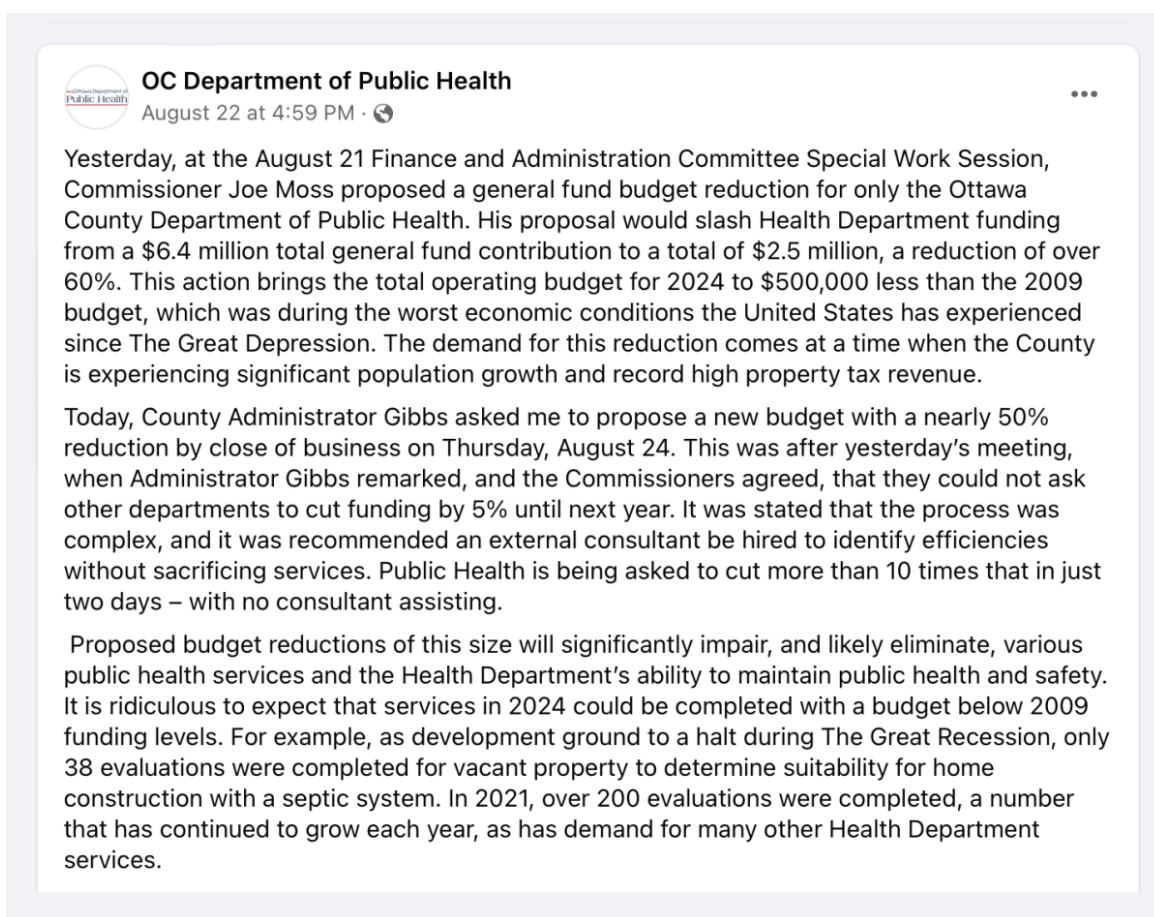 Ottawa Department of
Public Health
OC Department of Public Health
August 22 at 4:59 PM ·
Yesterday, at the August 21 Finance and Administration Committee Special Work Session,
Commissioner Joe Moss proposed a general fund budget reduction for only the Ottawa
County Department of Public Health. His proposal would slash Health Department funding
from a $6.4 million total general fund contribution to a total of $2.5 million, a reduction of over
60%. This action brings the total operating budget for 2024 to $500,000 less than the 2009
budget, which was during the worst economic conditions the United States has experienced
since The Great Depression. The demand for this reduction comes at a time when the County
is experiencing significant population growth and record high property tax revenue.
Today, County Administrator Gibbs asked me to propose a new budget with a nearly 50%
reduction by close of business on Thursday, August 24. This was after yesterday’s meeting,
when Administrator Gibbs remarked, and the Commissioners agreed, that they could not ask
other departments to cut funding by 5% until next year. It was stated that the process was
complex, and it was recommended an external consultant be hired to identify efficiencies
without sacrificing services. Public Health is being asked to cut more than 10 times that in just
two days – with no consultant assisting.
Proposed budget reductions of this size will significantly impair, and likely eliminate, various
public health services and the Health Department’s ability to maintain public health and safety.
It is ridiculous to expect that services in 2024 could be completed with a budget below 2009
funding levels. For example, as development ground to a halt during The Great Recession, only
38 evaluations were completed for vacant property to determine suitability for home
construction with a septic system. In 2021, over 200 evaluations were completed, a number
that has continued to grow each year, as has demand for many other Health Department
services.